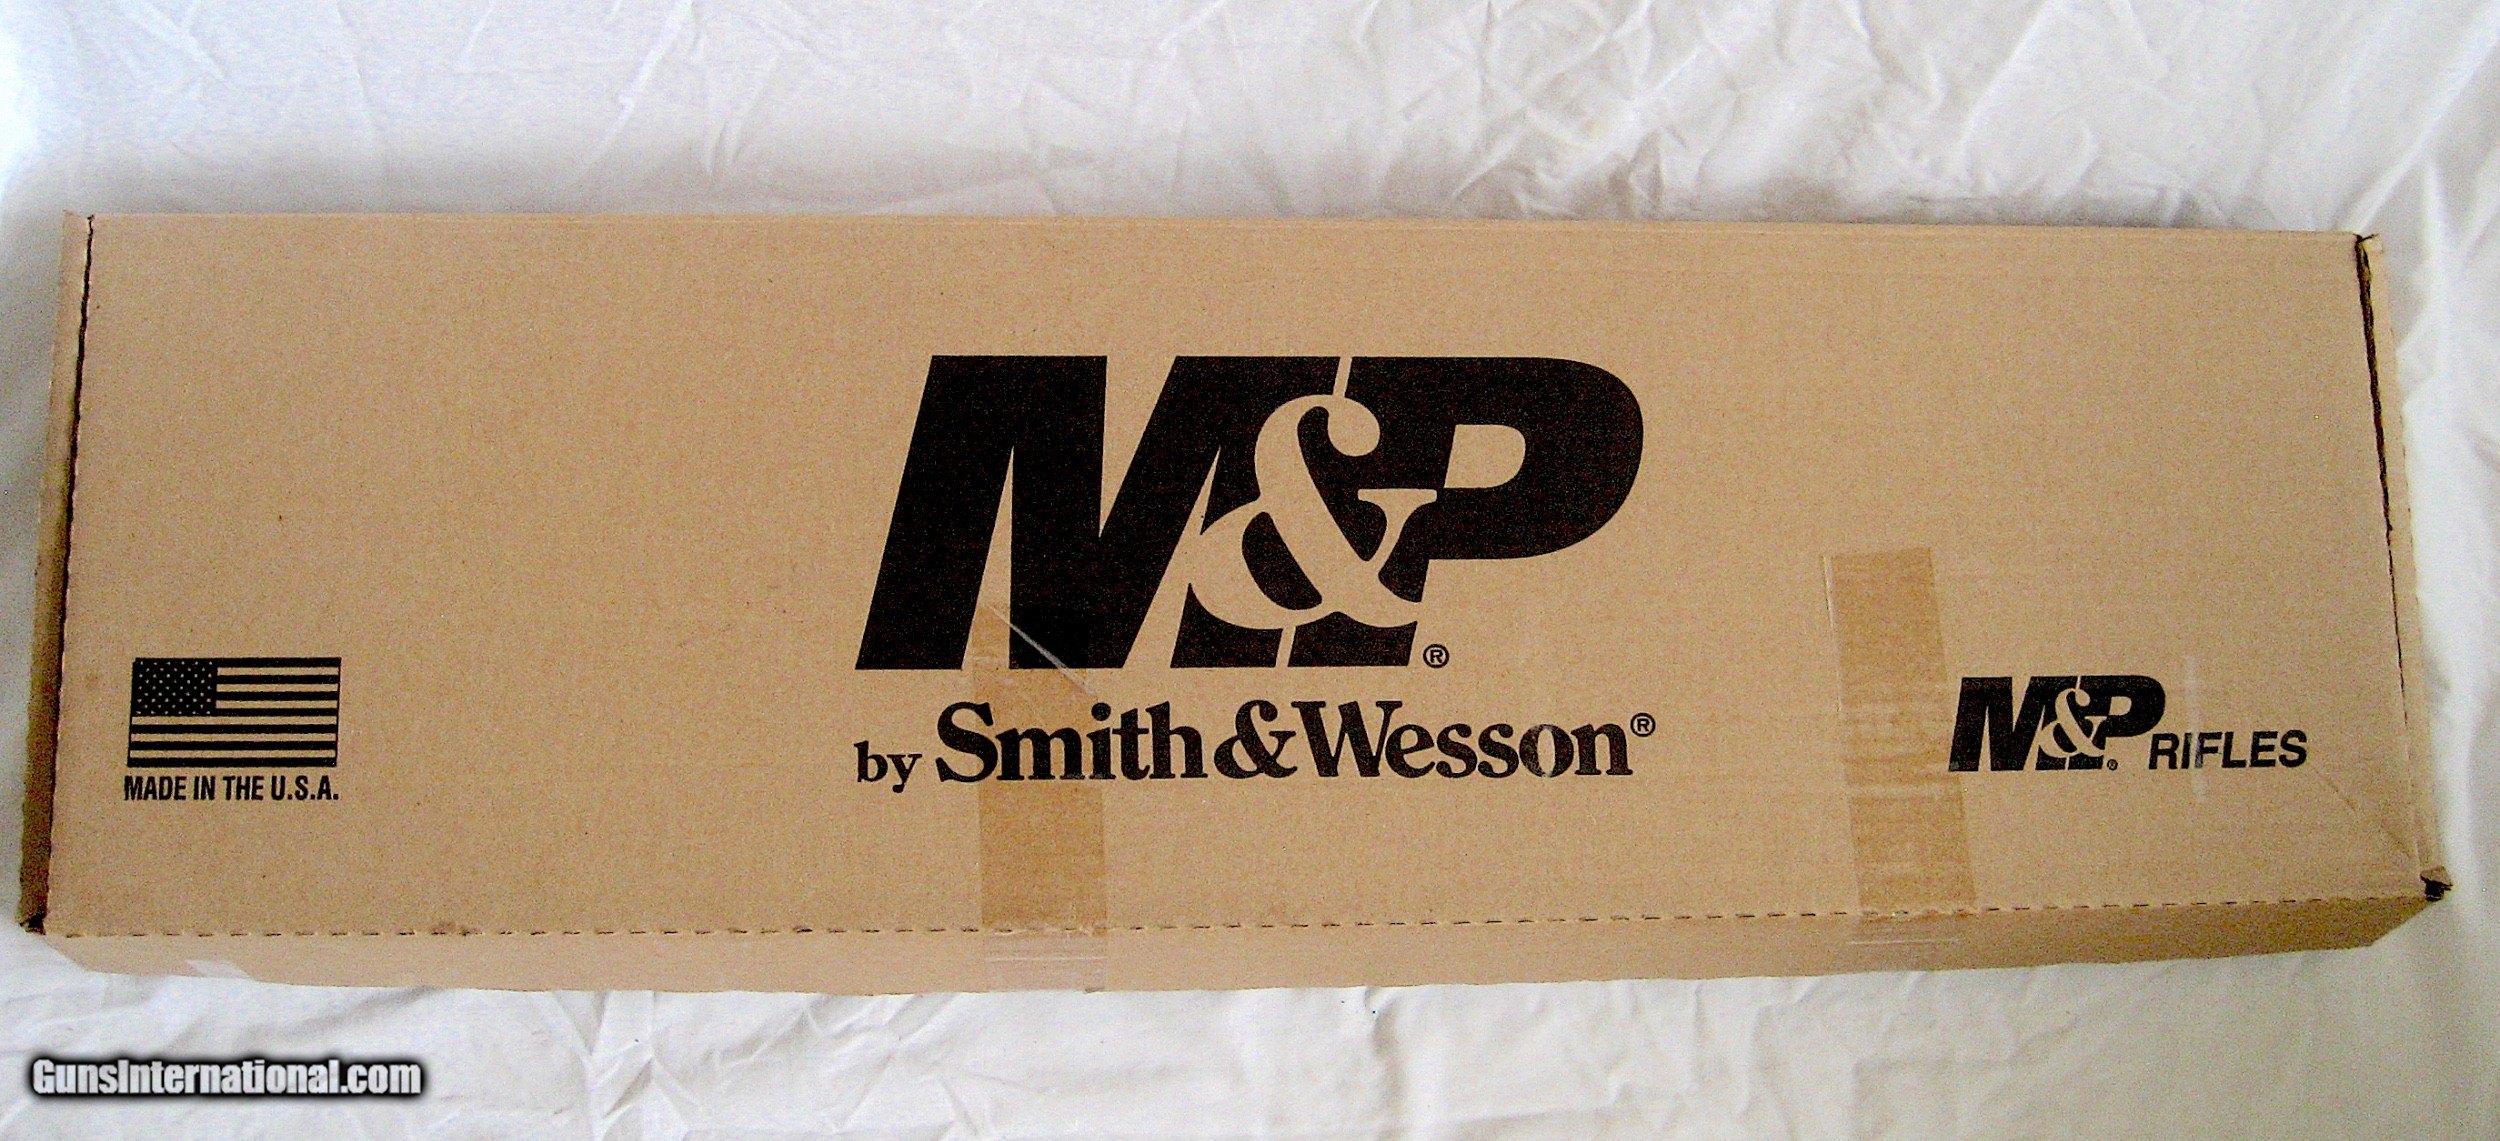 M&P®
by Smith & Wesson®
MADE IN THE U.S.A.
M&P® RIFLES
GunsInternational.com